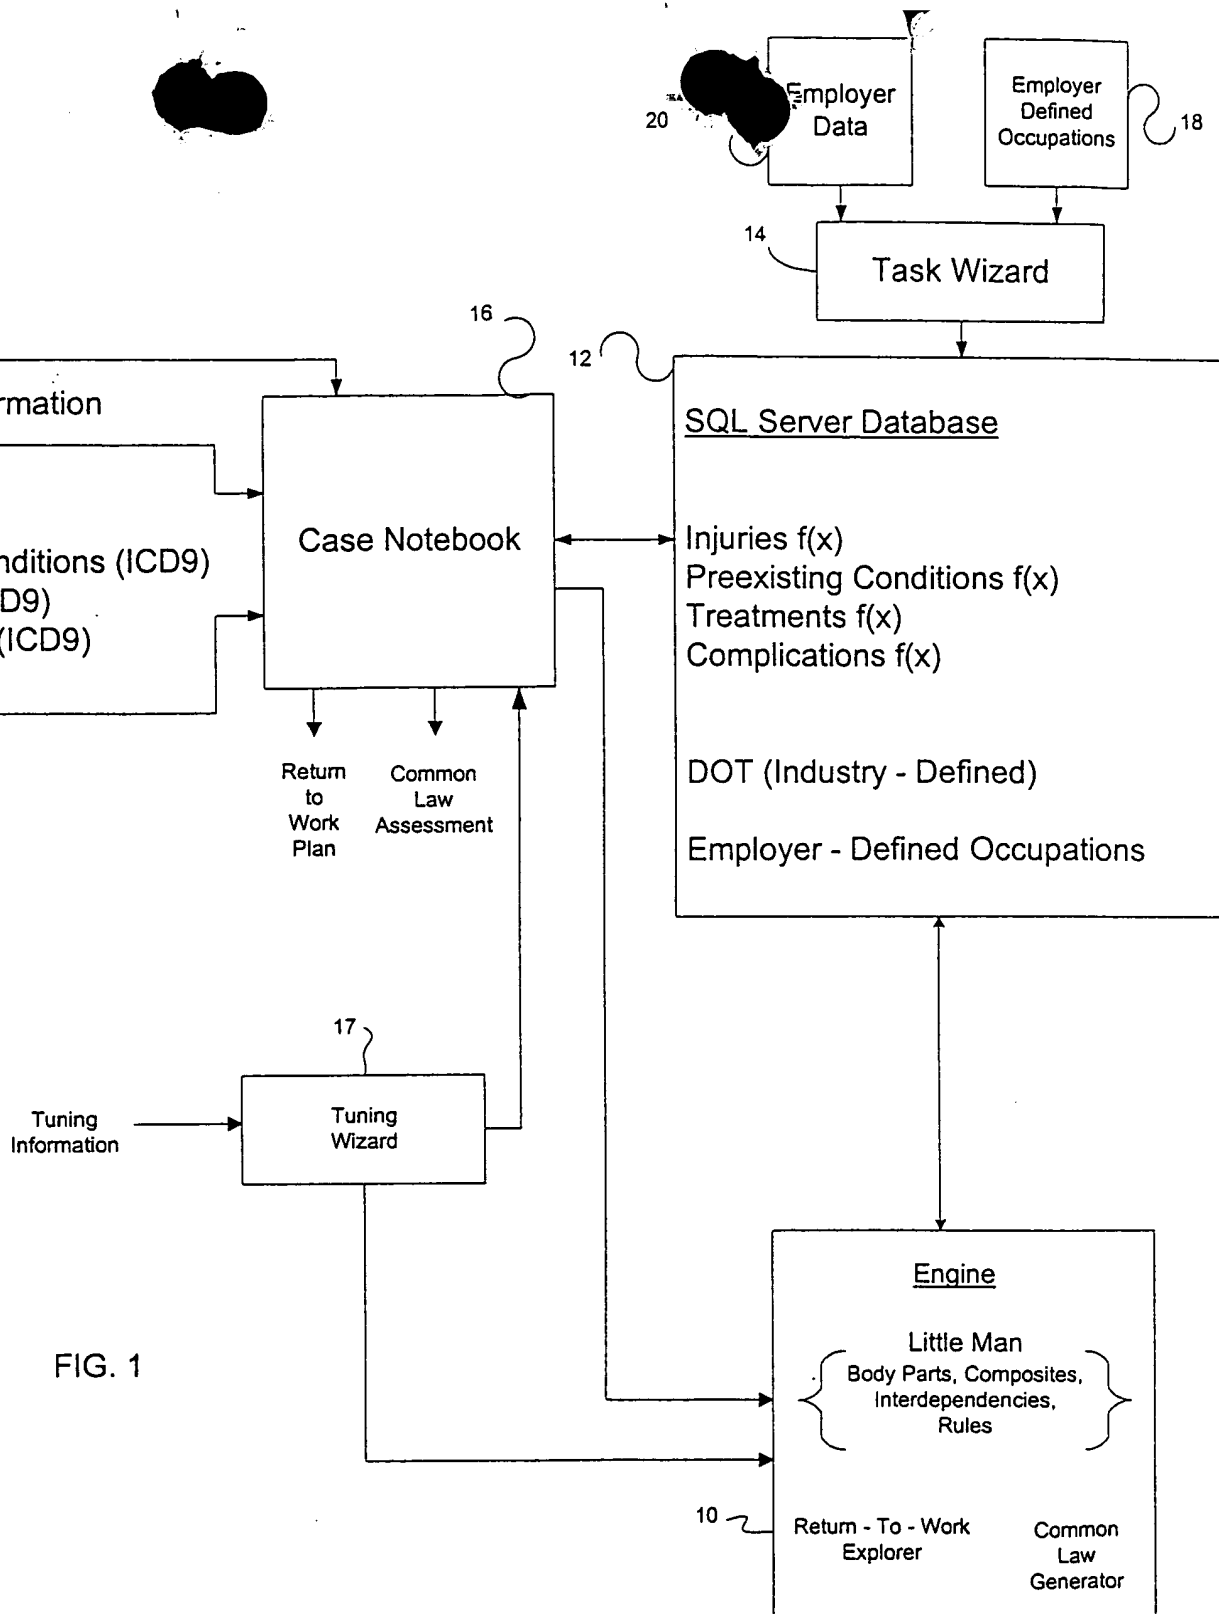 Employer
Data
20
Employer
Defined
Occupations
18
14
Task Wizard
16
12
rmation
SQL Server Database
Case Notebook
Injuries f(x)
Preexisting Conditions f(x)
Treatments f(x)
Complications f(x)
nditions (ICD9)
D9)
(ICD9)
DOT (Industry - Defined)
Employer - Defined Occupations
Return
to
Work
Plan
Common
Law
Assessment
17
Tuning
Information
Tuning
Wizard
Engine
Little Man
Body Parts, Composites,
Interdependencies,
Rules
FIG. 1
10
Return - To - Work
Explorer
Common
Law
Generator